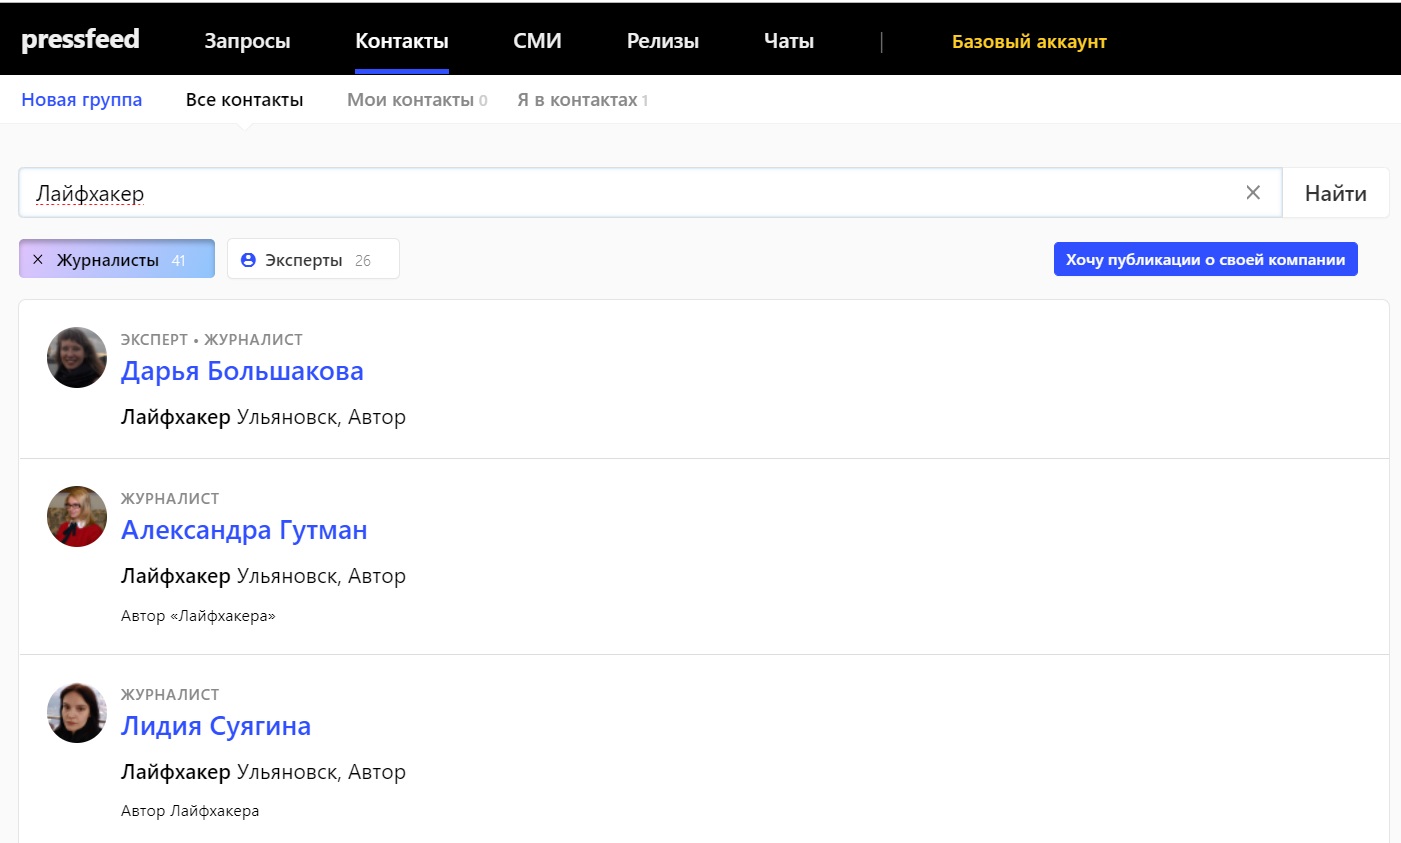 pressfeed Запросы Контакты СМИ Релизы Чаты | Базовый аккаунт
Новая группа Все контакты Мои контакты 0 Я в контактах 1
Лайфхакер × Найти
× Журналисты 41 Эксперты 26 Хочу публикации о своей компании
ЭКСПЕРТ • ЖУРНАЛИСТ
Дарья Большакова
Лайфхакер Ульяновск, Автор
ЖУРНАЛИСТ
Александра Гутман
Лайфхакер Ульяновск, Автор
Автор «Лайфхакера»
ЖУРНАЛИСТ
Лидия Суягина
Лайфхакер Ульяновск, Автор
Автор Лайфхакера